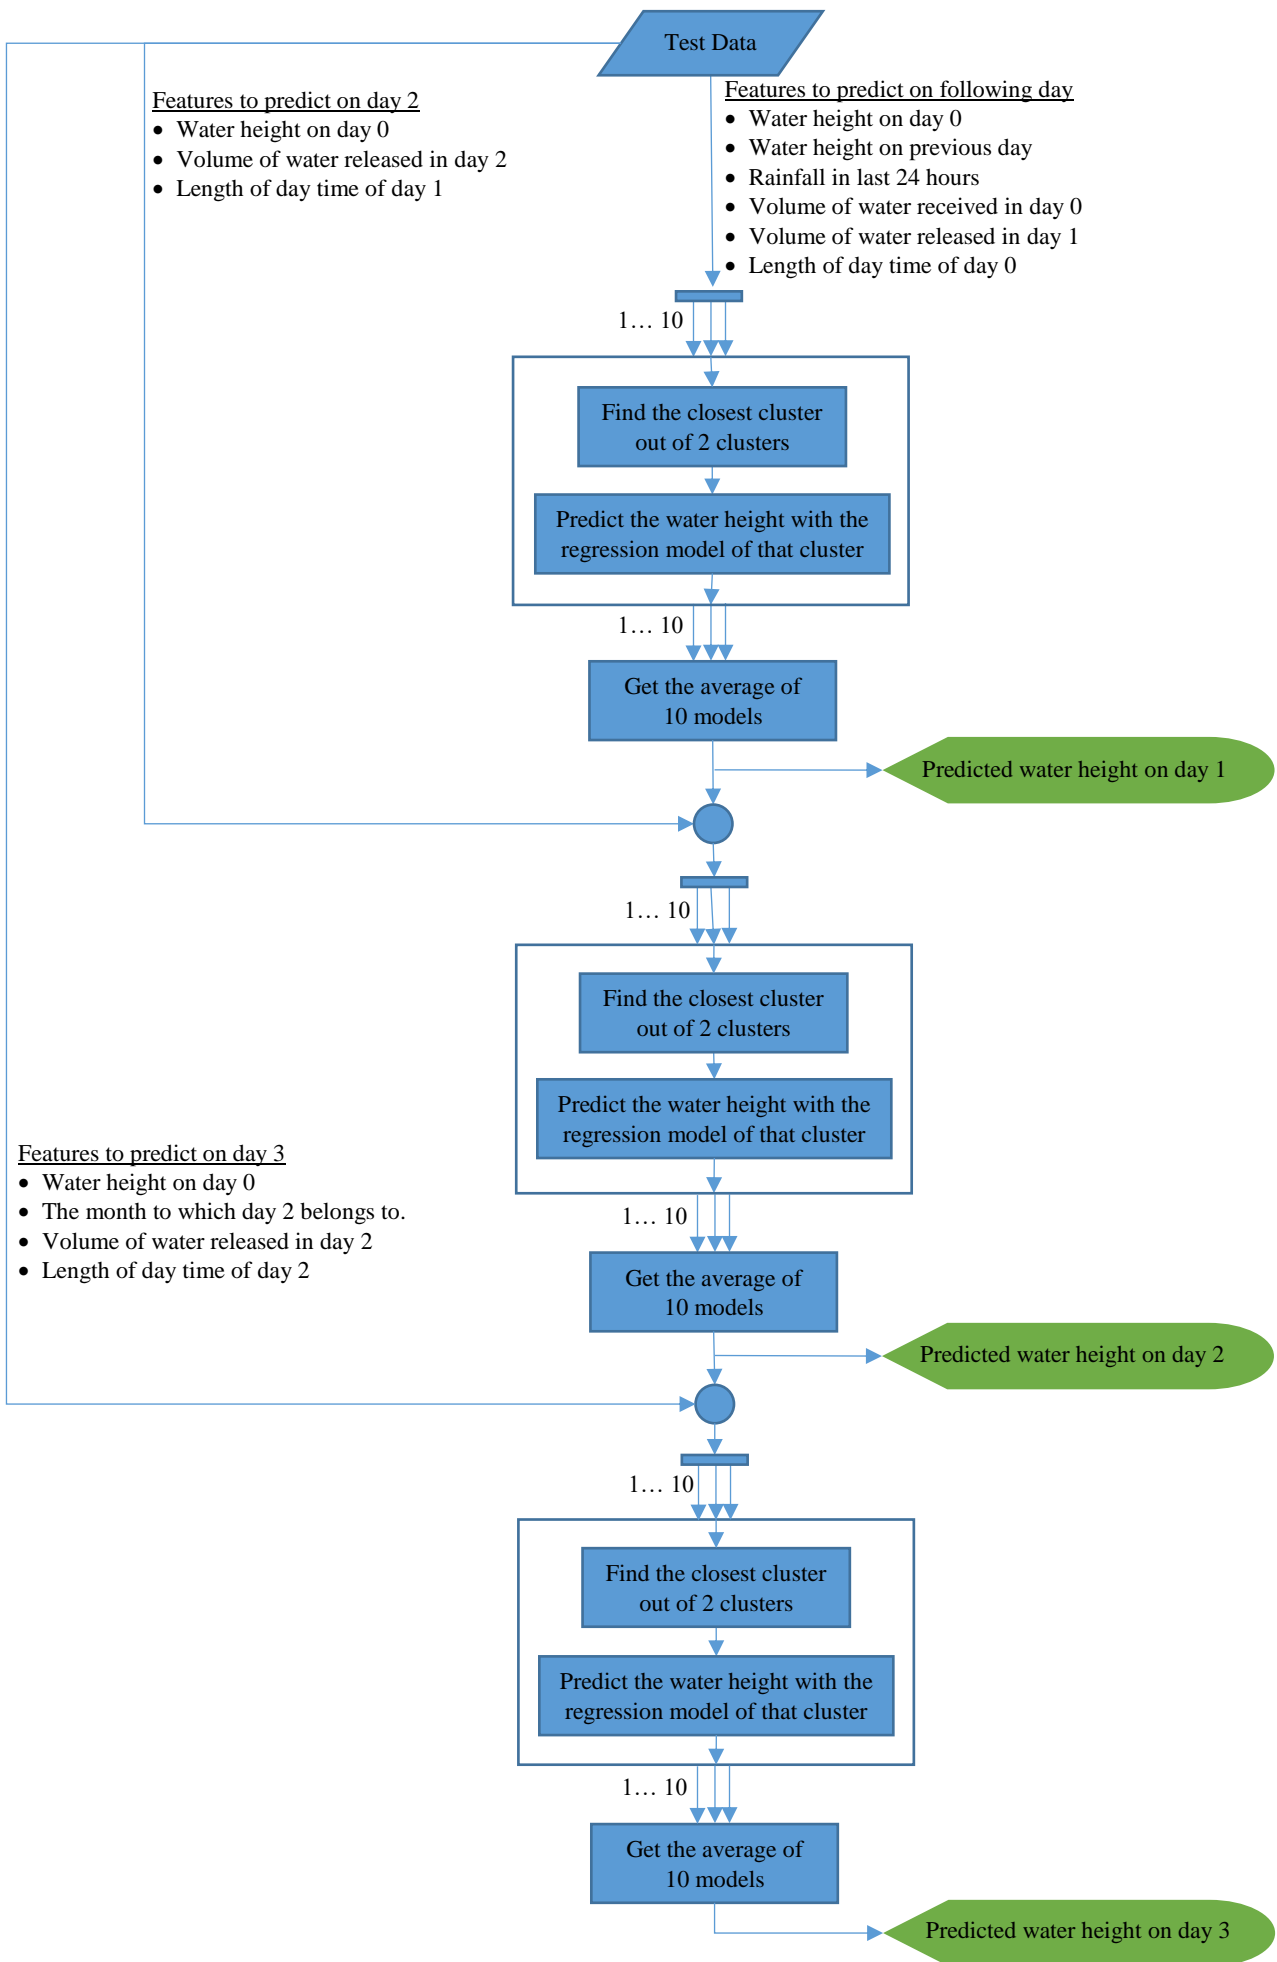 Test Data
Features to predict on day 2
• Water height on day 0
• Volume of water released in day 2
• Length of day time of day 1
Features to predict on following day
• Water height on day 0
• Water height on previous day
• Rainfall in last 24 hours
• Volume of water received in day 0
• Volume of water released in day 1
• Length of day time of day 0
1… 10
Find the closest cluster
out of 2 clusters
Predict the water height with the
regression model of that cluster
1… 10
Get the average of
10 models
Predicted water height on day 1
1… 10
Find the closest cluster
out of 2 clusters
Predict the water height with the
regression model of that cluster
Features to predict on day 3
• Water height on day 0
• The month to which day 2 belongs to.
• Volume of water released in day 2
• Length of day time of day 2
1… 10
Get the average of
10 models
Predicted water height on day 2
1… 10
Find the closest cluster
out of 2 clusters
Predict the water height with the
regression model of that cluster
1… 10
Get the average of
10 models
Predicted water height on day 3